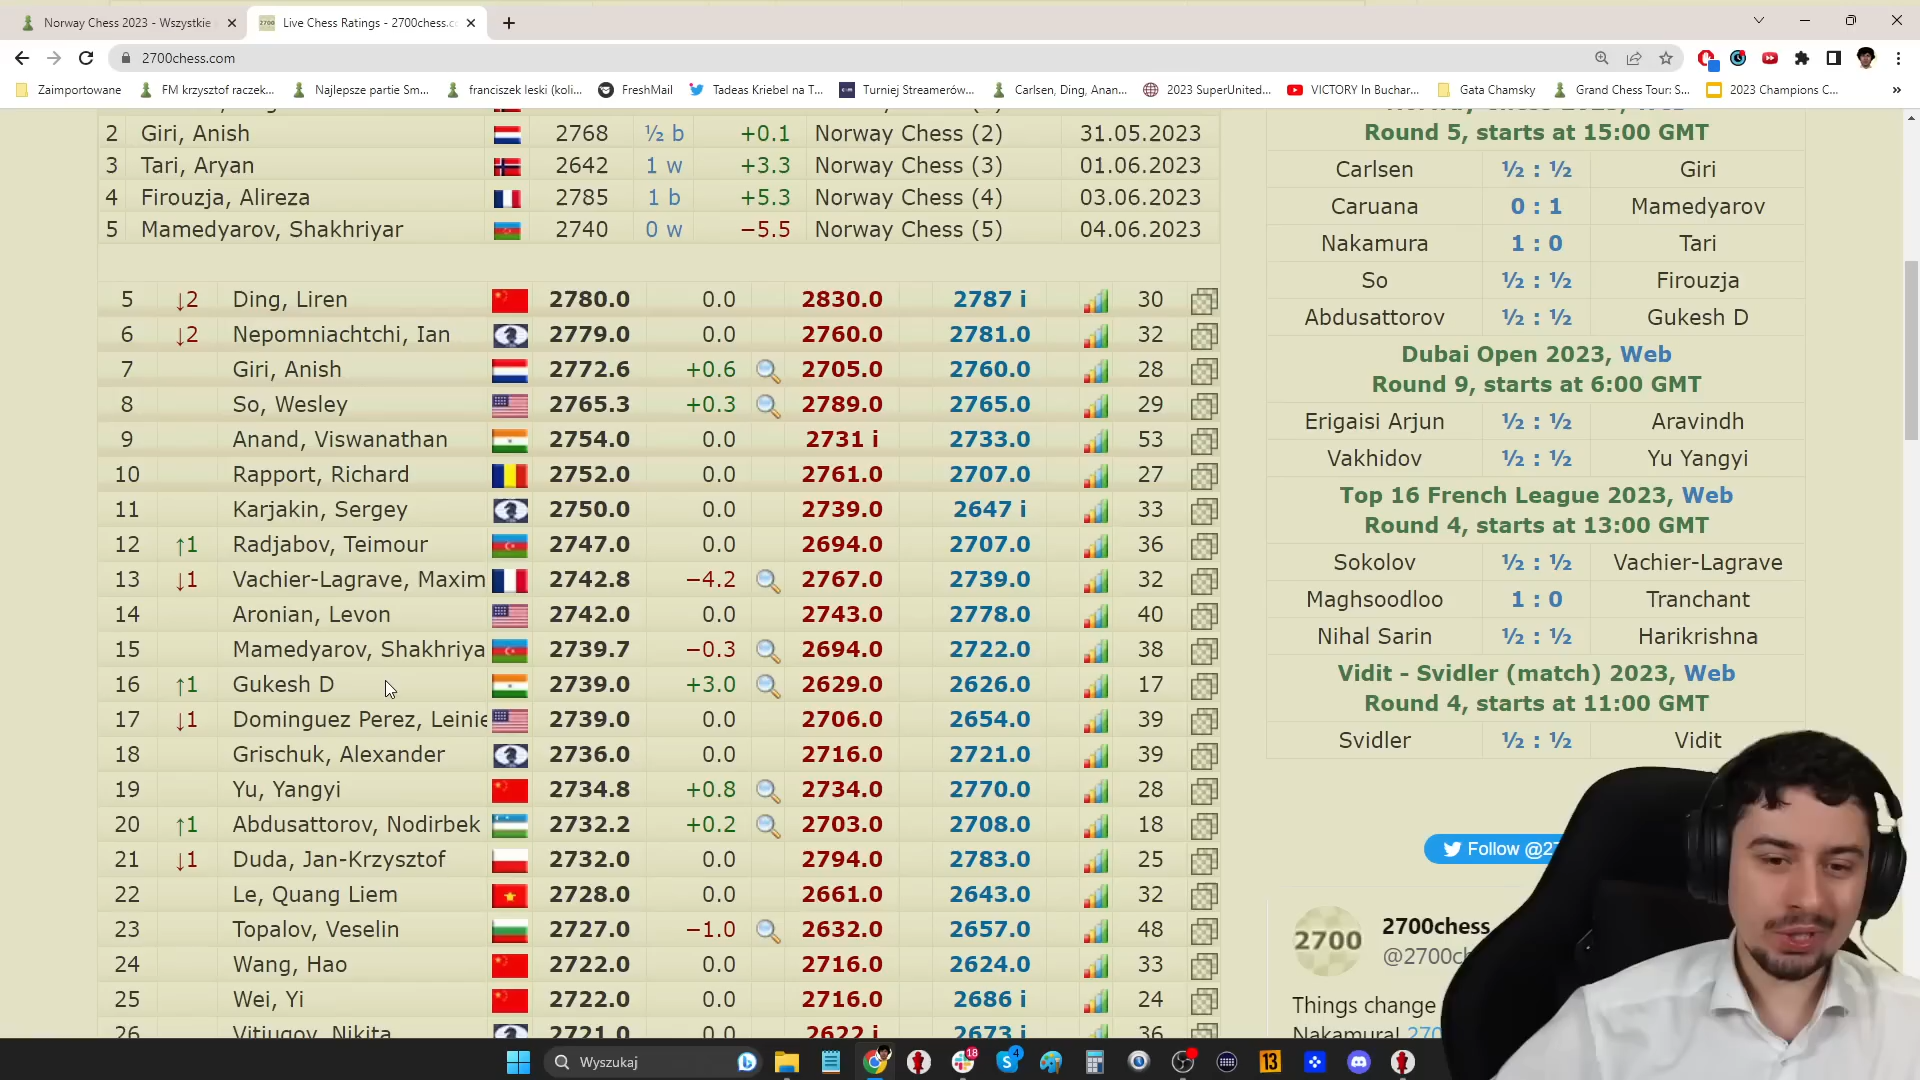 Norway Chess 2023 - Wszystkie
Live Chess Ratings - 2700chess.c
2700chess.com
Zaimportowane FM krzysztof raczek... Najlepsze partie Sm... franciszek leski (koli... FreshMail Tadeas Kriebel na T... Turniej Streamerów... Carlsen, Ding, Anan... 2023 SuperUnited... VICTORY In Buchar... Gata Chamsky Grand Chess Tour: S... 2023 Champions C... »
2 Giri, Anish 2768 ½ b +0.1 Norway Chess (2) 31.05.2023
3 Tari, Aryan 2642 1 w +3.3 Norway Chess (3) 01.06.2023
4 Firouzja, Alireza 2785 1 b +5.3 Norway Chess (4) 03.06.2023
5 Mamedyarov, Shakhriyar 2740 0 w −5.5 Norway Chess (5) 04.06.2023
5 ↓2 Ding, Liren 2780.0 0.0 2830.0 2787 i 30
6 ↓2 Nepomniachtchi, Ian 2779.0 0.0 2760.0 2781.0 32
7 Giri, Anish 2772.6 +0.6 2705.0 2760.0 28
8 So, Wesley 2765.3 +0.3 2789.0 2765.0 29
9 Anand, Viswanathan 2754.0 0.0 2731 i 2733.0 53
10 Rapport, Richard 2752.0 0.0 2761.0 2707.0 27
11 Karjakin, Sergey 2750.0 0.0 2739.0 2647 i 33
12 ↑1 Radjabov, Teimour 2747.0 0.0 2694.0 2707.0 36
13 ↓1 Vachier-Lagrave, Maxim 2742.8 −4.2 2767.0 2739.0 32
14 Aronian, Levon 2742.0 0.0 2743.0 2778.0 40
15 Mamedyarov, Shakhriya 2739.7 −0.3 2694.0 2722.0 38
16 ↑1 Gukesh D 2739.0 +3.0 2629.0 2626.0 17
17 ↓1 Dominguez Perez, Leinie 2739.0 0.0 2706.0 2654.0 39
18 Grischuk, Alexander 2736.0 0.0 2716.0 2721.0 39
19 Yu, Yangyi 2734.8 +0.8 2734.0 2770.0 28
20 ↑1 Abdusattorov, Nodirbek 2732.2 +0.2 2703.0 2708.0 18
21 ↓1 Duda, Jan-Krzysztof 2732.0 0.0 2794.0 2783.0 25
22 Le, Quang Liem 2728.0 0.0 2661.0 2643.0 32
23 Topalov, Veselin 2727.0 −1.0 2632.0 2657.0 48
24 Wang, Hao 2722.0 0.0 2716.0 2624.0 33
25 Wei, Yi 2722.0 0.0 2716.0 2686 i 24
26 Vitiugov, Nikita 2721.0 0.0 2622 i 2673 i 36
Round 5, starts at 15:00 GMT
Carlsen ½ : ½ Giri
Caruana 0 : 1 Mamedyarov
Nakamura 1 : 0 Tari
So ½ : ½ Firouzja
Abdusattorov ½ : ½ Gukesh D
Dubai Open 2023, Web
Round 9, starts at 6:00 GMT
Erigaisi Arjun ½ : ½ Aravindh
Vakhidov ½ : ½ Yu Yangyi
Top 16 French League 2023, Web
Round 4, starts at 13:00 GMT
Sokolov ½ : ½ Vachier-Lagrave
Maghsoodloo 1 : 0 Tranchant
Nihal Sarin ½ : ½ Harikrishna
Vidit - Svidler (match) 2023, Web
Round 4, starts at 11:00 GMT
Svidler ½ : ½ Vidit
Follow @27
2700
2700chess
@2700ch
Things change
Nakamura! 270
Wyszukaj
18
4
13